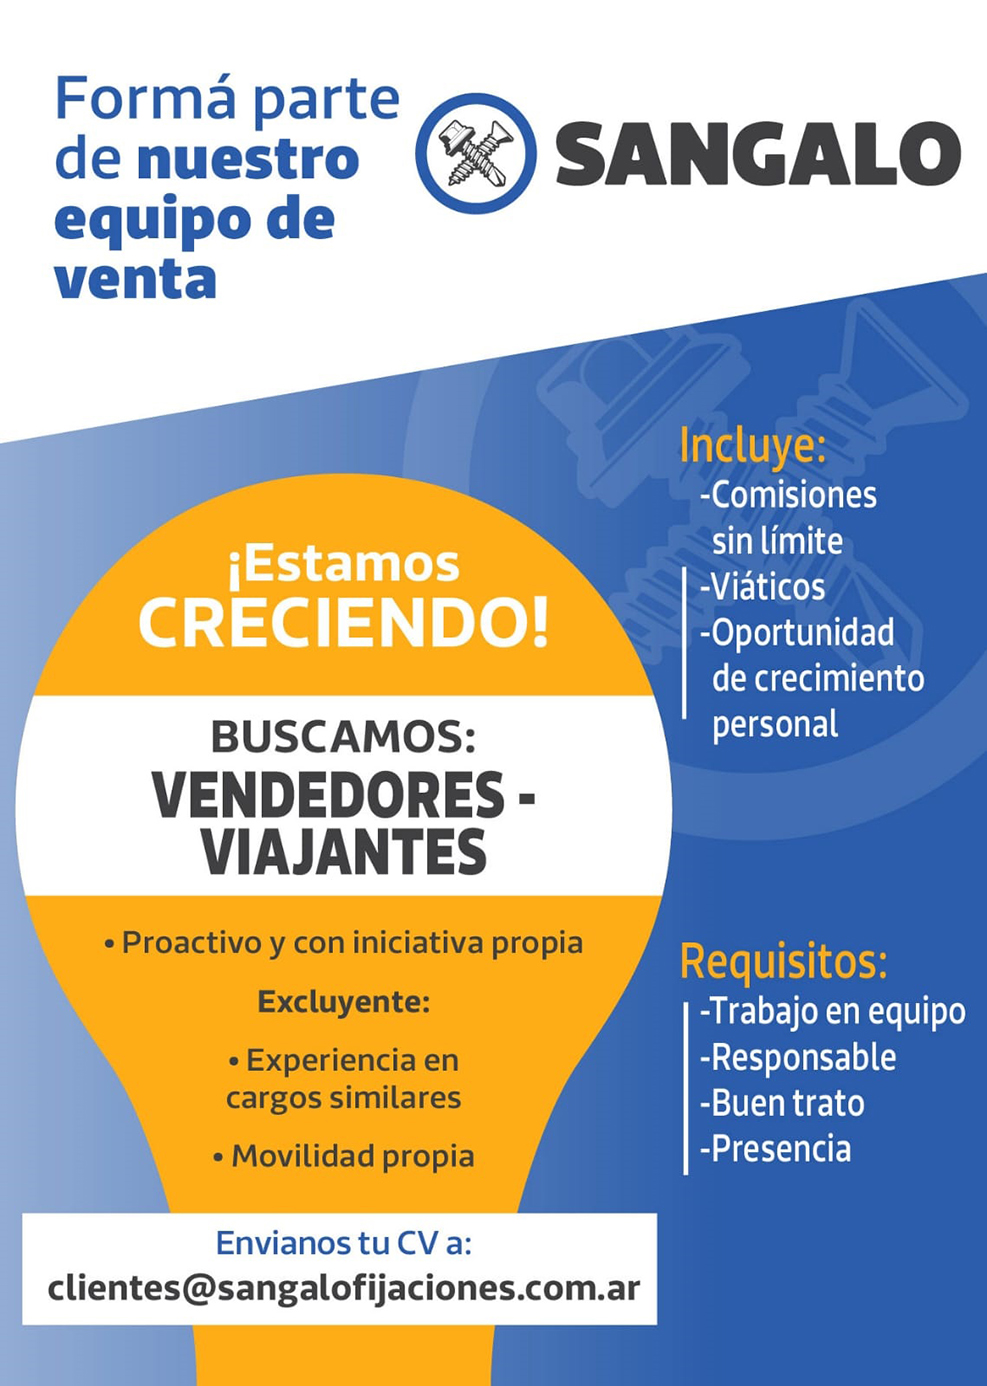 Formá parte
de nuestro
equipo de
venta
SANGALO
¡Estamos
CRECIENDO!
BUSCAMOS:
VENDEDORES -
VIAJANTES
• Proactivo y con iniciativa propia
Excluyente:
• Experiencia en
cargos similares
• Movilidad propia
Envianos tu CV a:
clientes@sangalofijaciones.com.ar
Incluye:
-Comisiones
sin límite
-Viáticos
-Oportunidad
de crecimiento
personal
Requisitos:
-Trabajo en equipo
-Responsable
-Buen trato
-Presencia